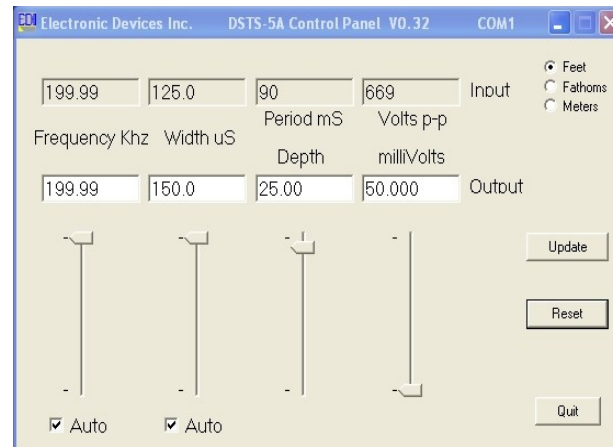 EDI Electronic Devices Inc. DSTS-5A Control Panel V0.32 COM1
Feet
Fathoms
Meters
199.99 125.0 90 669 Input
Frequency Khz Width uS Period mS Volts p-p
Depth milliVolts
199.99 150.0 25.00 50.000 Output
Update
Reset
Auto Auto
Quit